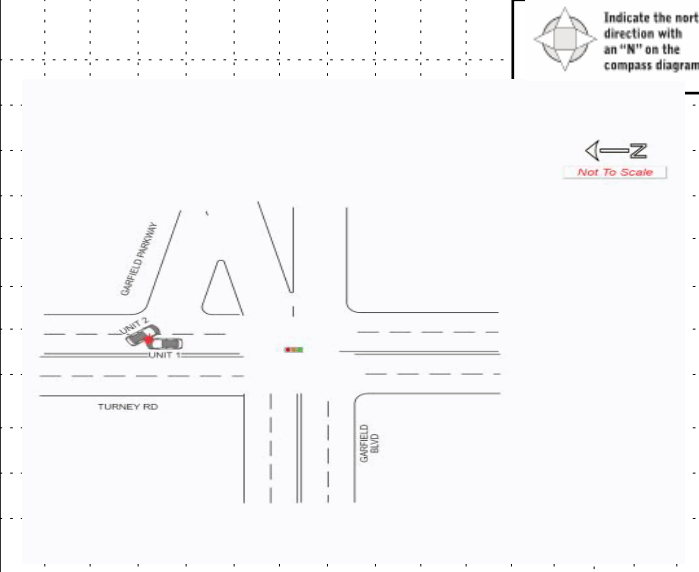 Indicate the nort
direction with
an "N" on the
compass diagram
N
Not To Scale
GARFIELD PARKWAY
UNIT 2
UNIT 1
TURNEY RD
GARFIELD
BLVD